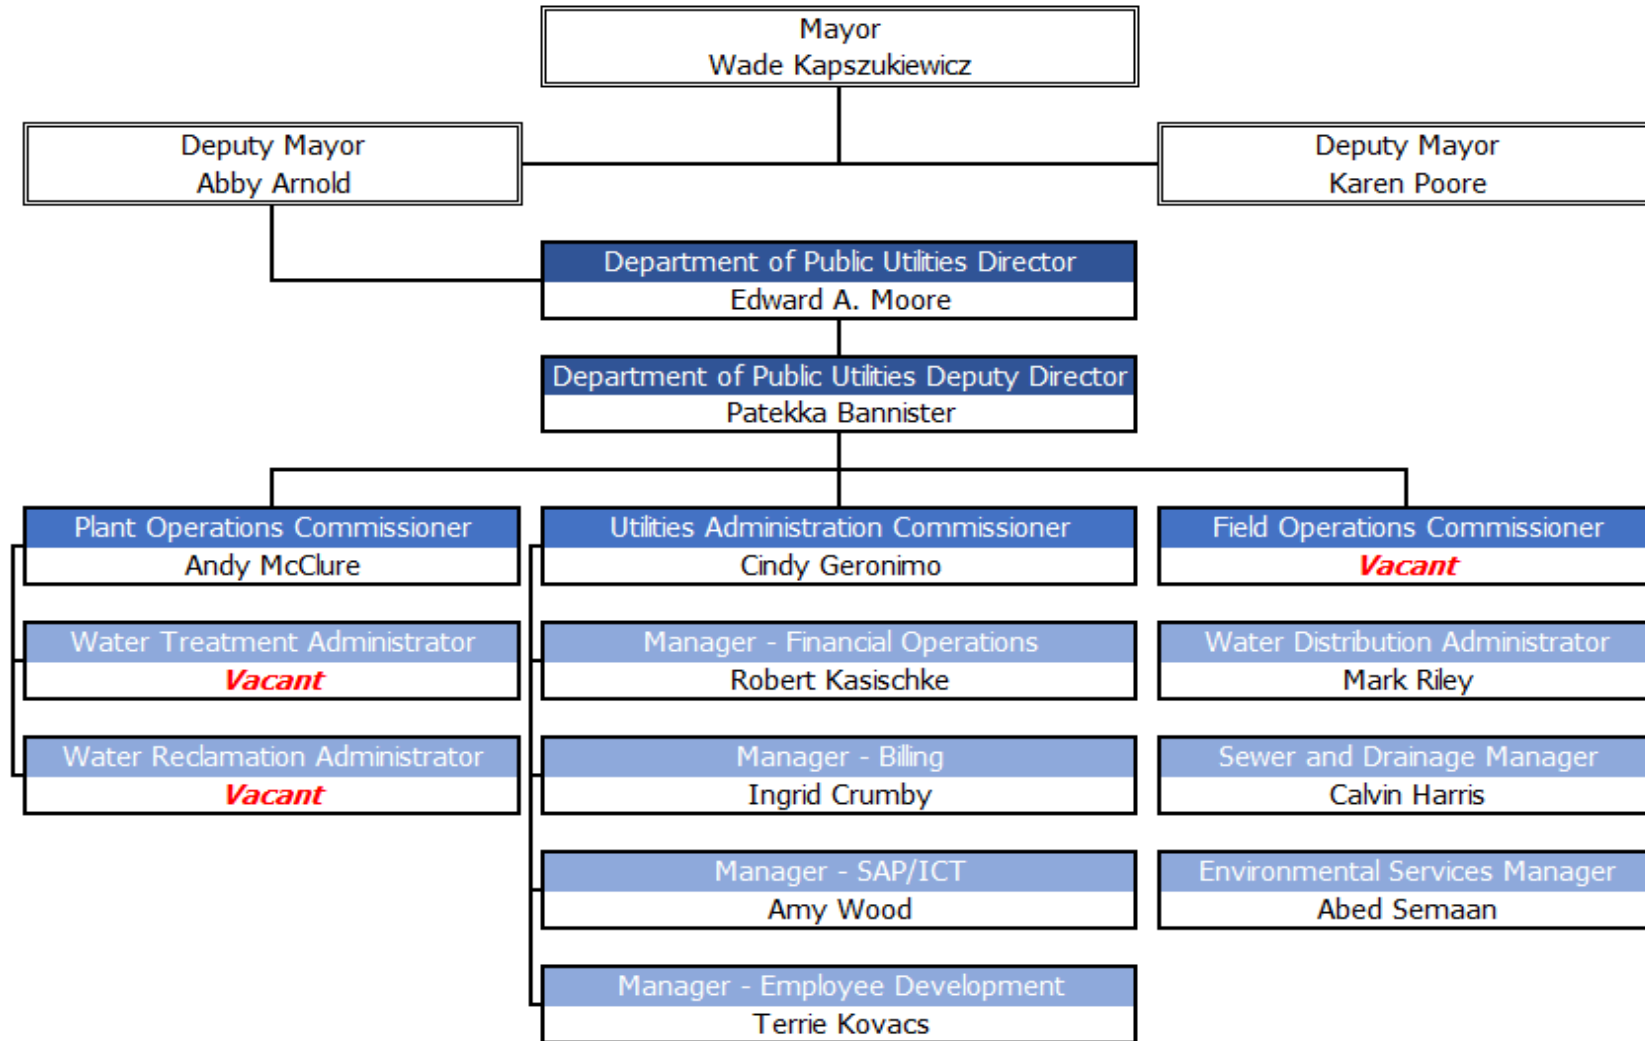 Mayor
Wade Kapszukiewicz
Deputy Mayor
Abby Arnold
Deputy Mayor
Karen Poore
Department of Public Utilities Director
Edward A. Moore
Department of Public Utilities Deputy Director
Patekka Bannister
Plant Operations Commissioner
Andy McClure
Water Treatment Administrator
Vacant
Water Reclamation Administrator
Vacant
Utilities Administration Commissioner
Cindy Geronimo
Manager - Financial Operations
Robert Kasischke
Manager - Billing
Ingrid Crumby
Manager - SAP/ICT
Amy Wood
Manager - Employee Development
Terrie Kovacs
Field Operations Commissioner
Vacant
Water Distribution Administrator
Mark Riley
Sewer and Drainage Manager
Calvin Harris
Environmental Services Manager
Abed Semaan